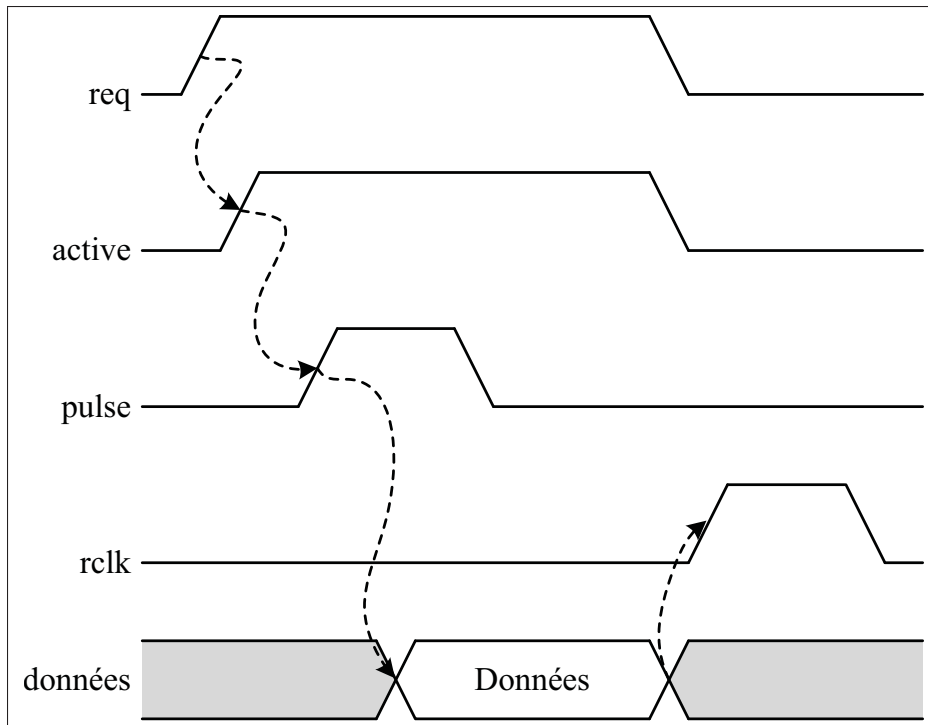 req
active
pulse
rclk
données
Données